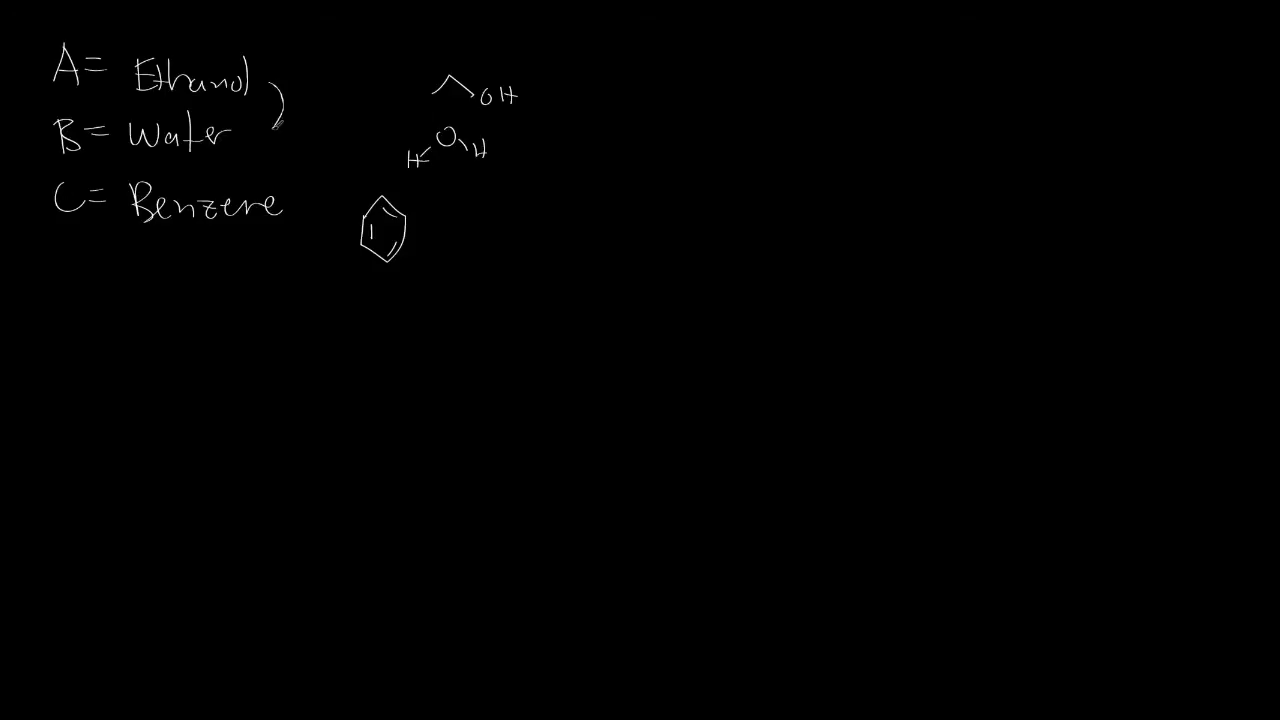 A= Ethanol
B= Water
C= Benzene
OH
O
H H